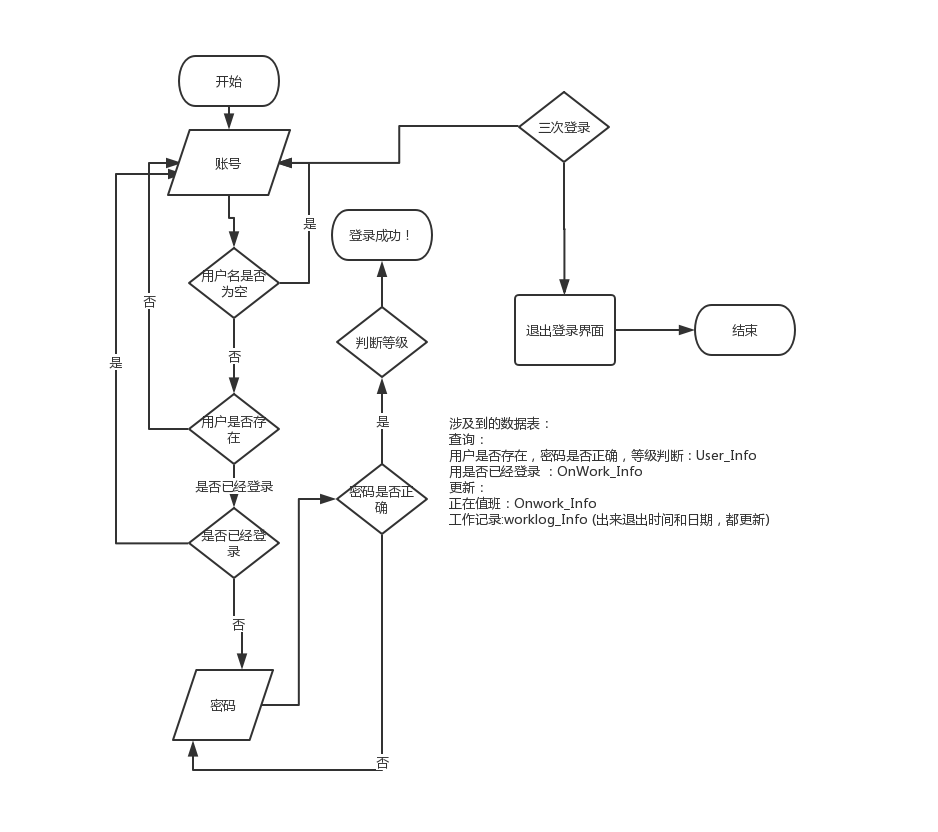 开始
账号
三次登录
是
登录成功！
用户名是否
为空
否
退出登录界面
结束
判断等级
否
是
用户是否存
在
是
涉及到的数据表：
查询：
用户是否存在，密码是否正确，等级判断：User_Info
用是否已经登录 ：OnWork_Info
更新：
正在值班：Onwork_Info
工作记录:worklog_Info (出来退出时间和日期，都更新)
是否已经登录
密码是否正
确
是否已经登
录
否
密码
否